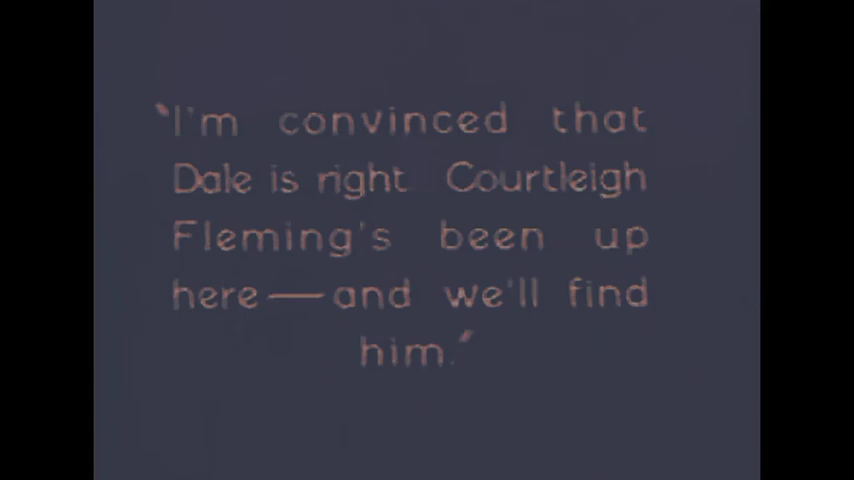 "I'm convinced that
Dale is right. Courtleigh
Fleming's been up
here—and we'll find
him."